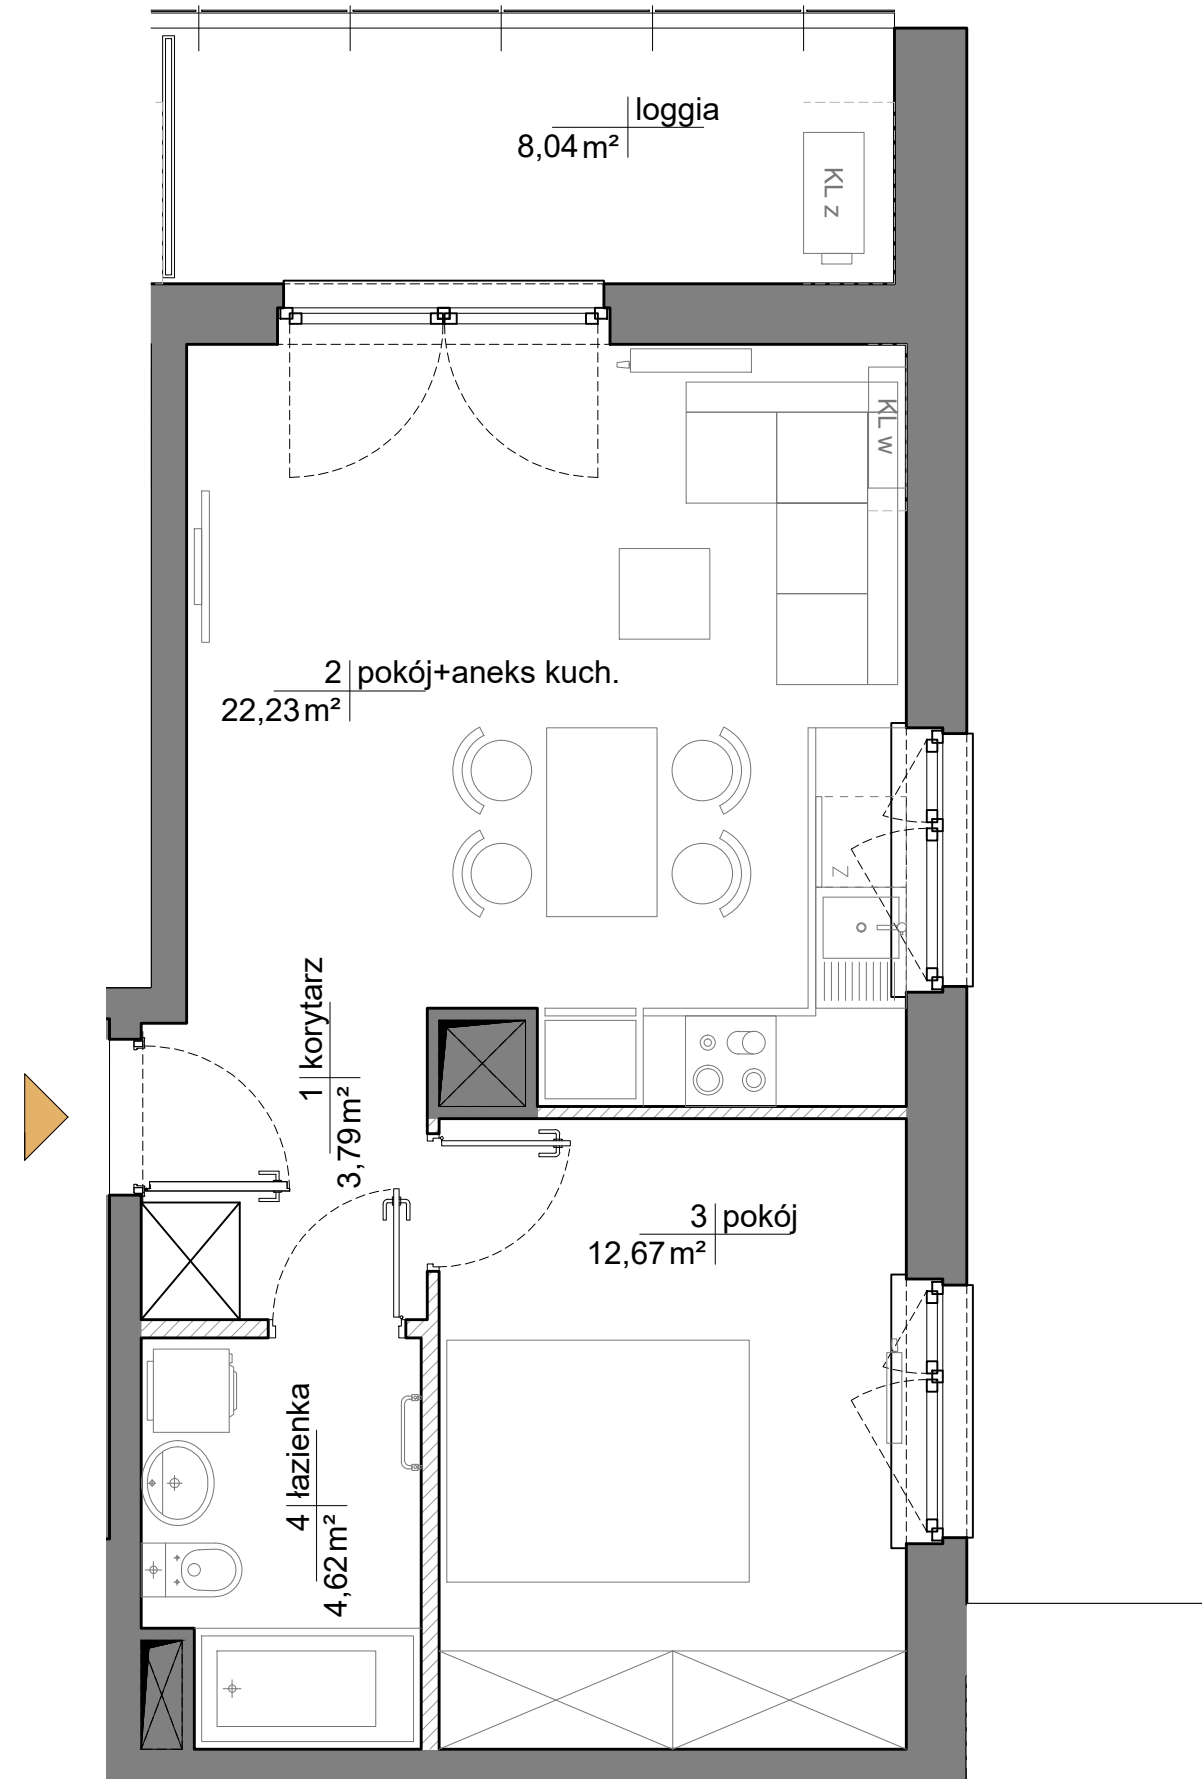 loggia
8,04 m²
KL z
KL w
2 pokój+aneks kuch.
22,23 m²
Z
1 korytarz
3,79 m²
3 pokój
12,67 m²
4 łazienka
4,62 m²